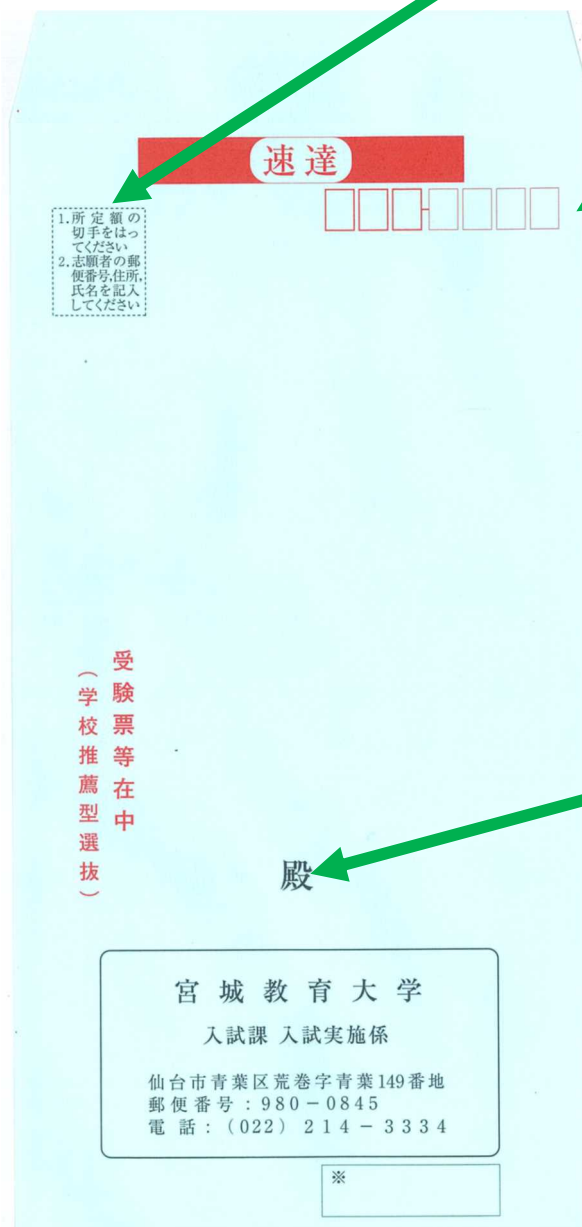 速達
1.所定額の
切手をはっ
てください
2.志願者の郵
便番号,住所,
氏名を記入
してください
受験票等在中
（学校推薦型選抜）
殿
宮城教育大学
入試課 入試実施係
仙台市青葉区荒巻字青葉149番地
郵便番号：980－0845
電話：（022）214－3334
※